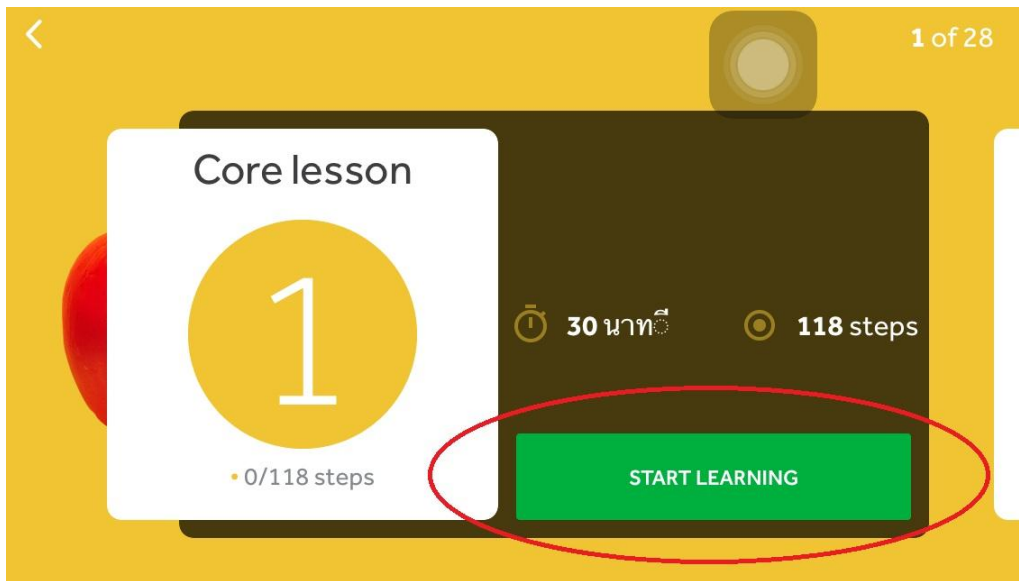 1 of 28
Core lesson
1
• 0/118 steps
30 นาที
118 steps
START LEARNING